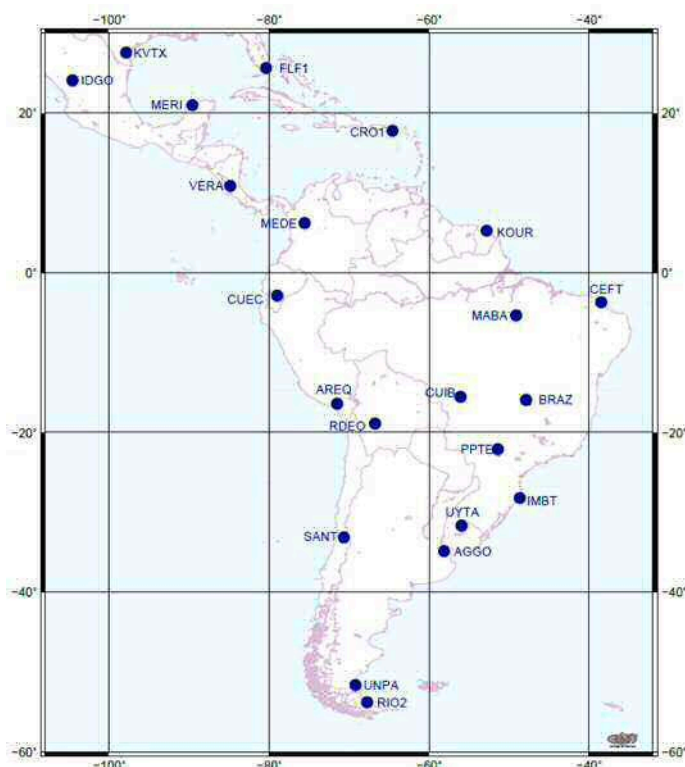 −100˚ −80˚ −60˚ −40˚
KVTX
FLF1
IDGO
MERI
20˚ 20˚
CRO1
VERA
MEDE
KOUR
0˚ 0˚
CEFT
CUEC
MABA
AREQ
CUIB
BRAZ
RDEO
−20˚ −20˚
PPTE
IMBT
UYTA
SANT
AGGO
−40˚ −40˚
UNPA
RIO2
−60˚ −60˚
−100˚ −80˚ −60˚ −40˚